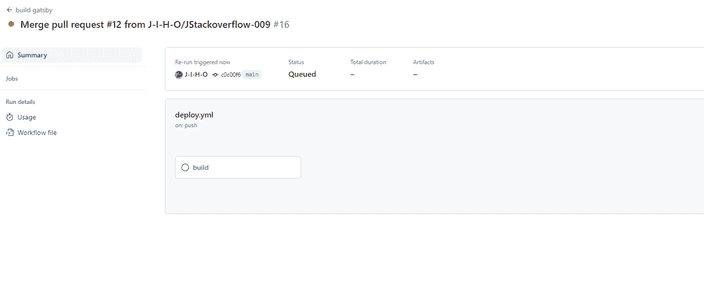 build gatsby
Merge pull request #12 from J-I-H-O/JStackoverflow-009 #16
Summary
Jobs
Run details
Usage
Workflow file
Re-run triggered now
J-I-H-O c0c00f6 main
Status
Queued
Total duration
–
Artifacts
–
deploy.yml
on: push
build